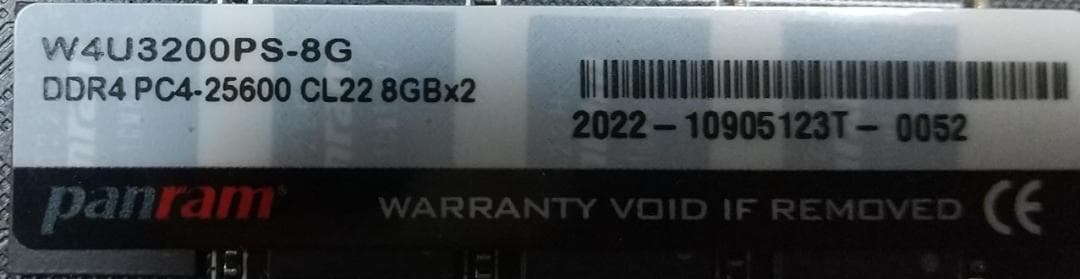 W4U3200PS-8G
DDR4 PC4-25600 CL22 8GBx2
2022-10905123T-0052
panram
WARRANTY VOID IF REMOVED CE